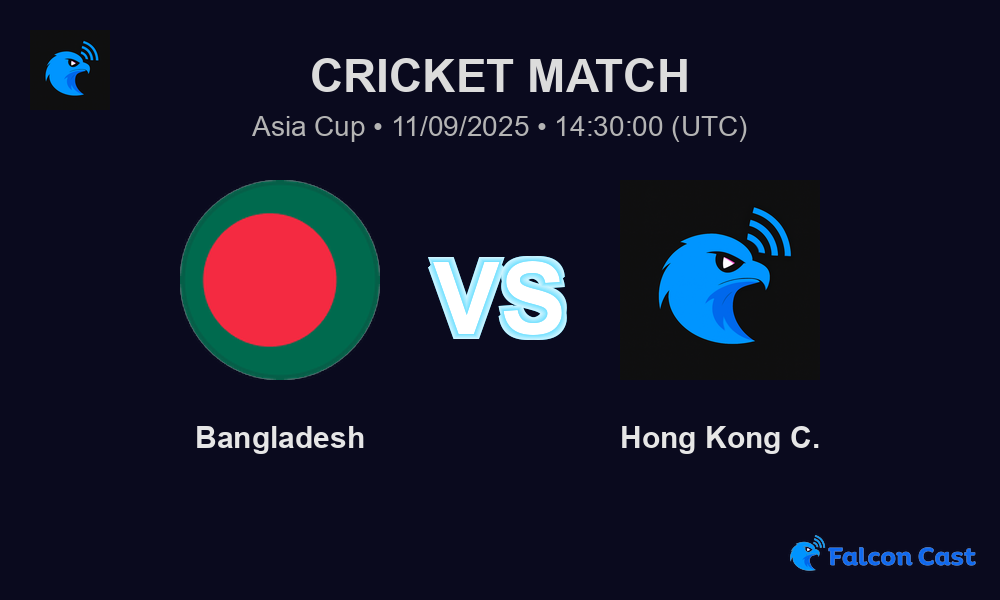 CRICKET MATCH
Asia Cup • 11/09/2025 • 14:30:00 (UTC)
VS
Bangladesh
Hong Kong C.
Falcon Cast